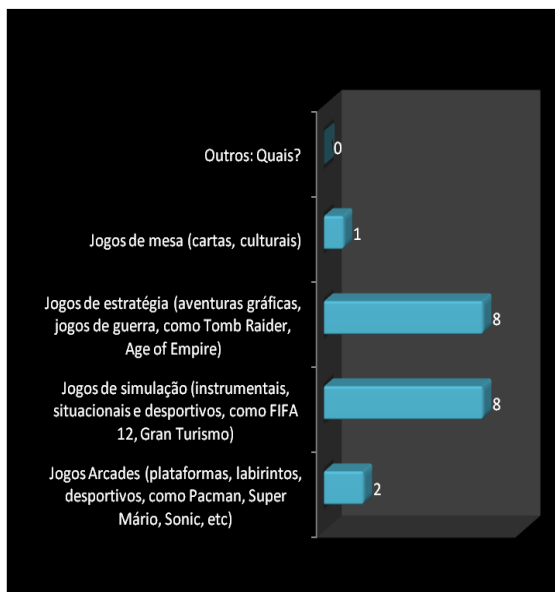 Outros: Quais?
0
Jogos de mesa (cartas, culturais)
1
Jogos de estratégia (aventuras gráficas,
jogos de guerra, como Tomb Raider,
Age of Empire)
8
Jogos de simulação (instrumentais,
situacionais e desportivos, como FIFA
12, Gran Turismo)
8
Jogos Arcades (plataformas, labirintos,
desportivos, como Pacman, Super
Mário, Sonic, etc)
2